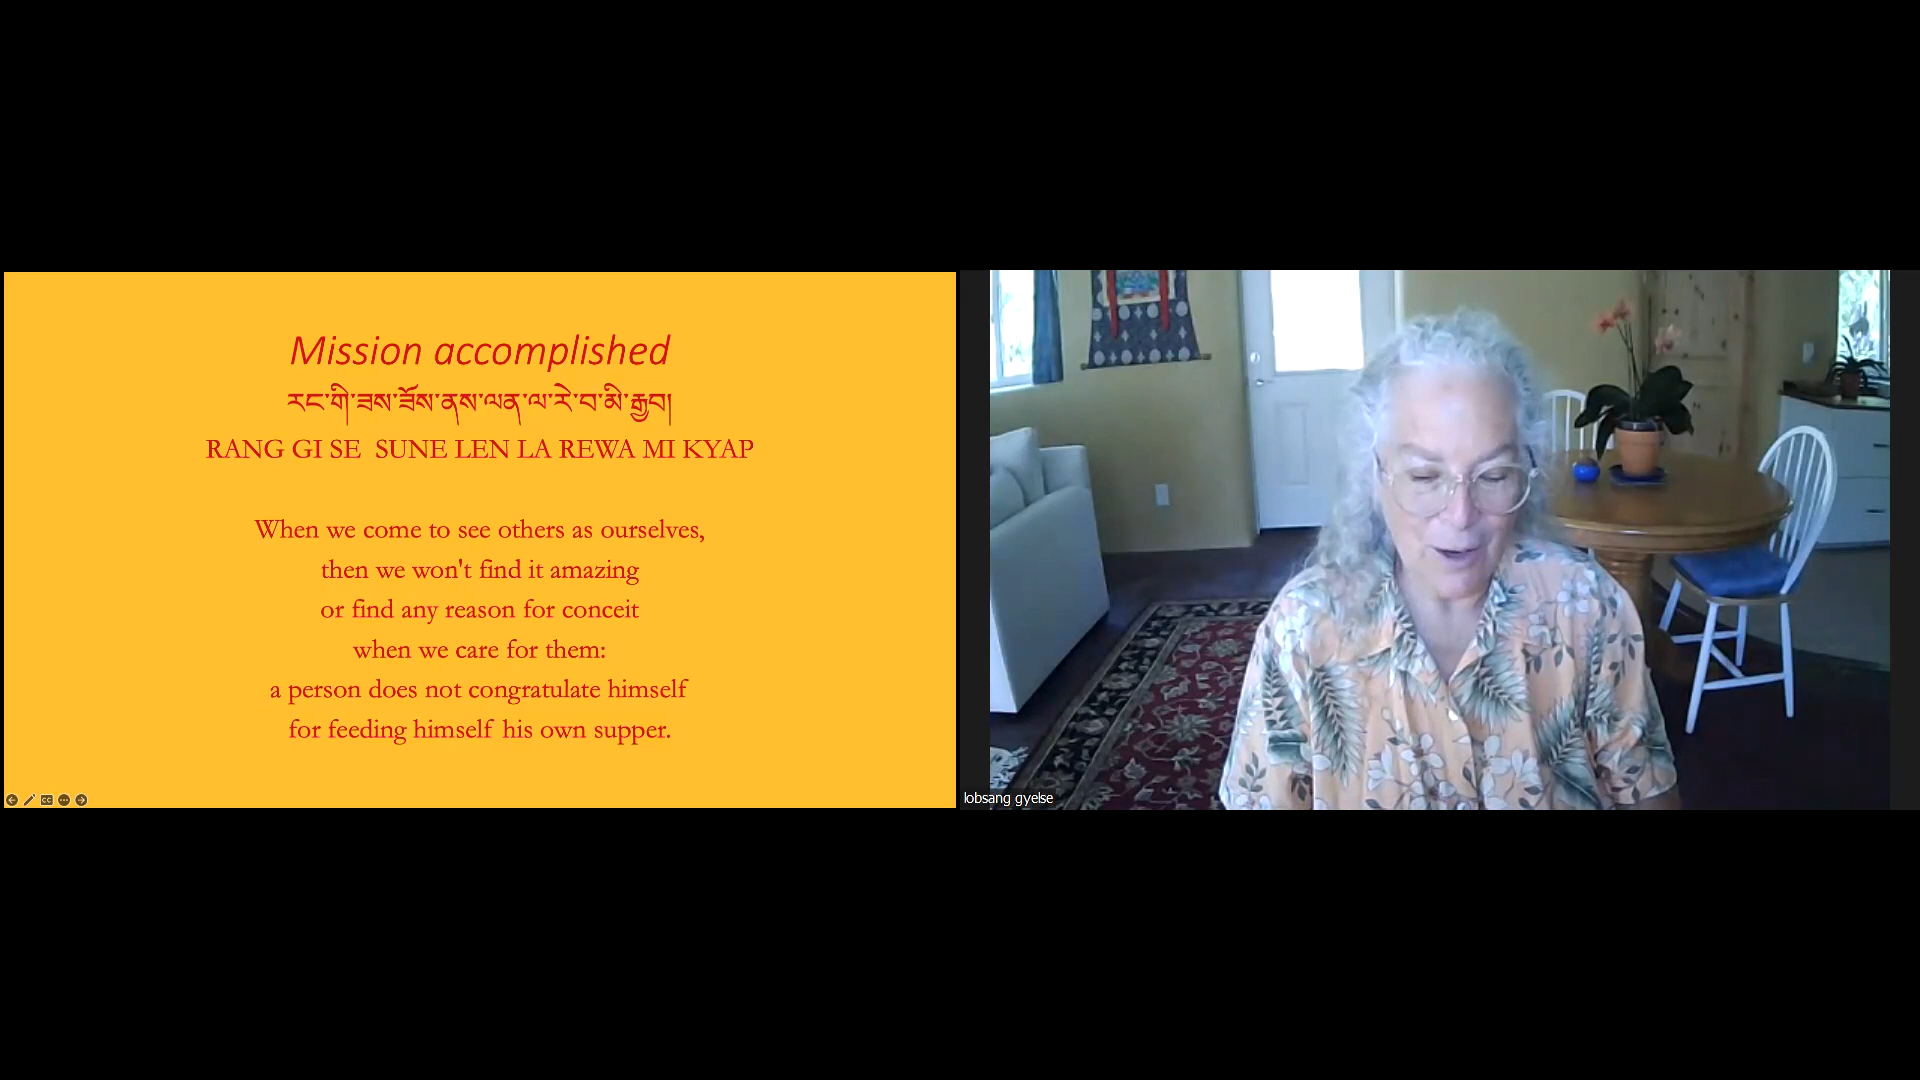 Mission accomplished
རང་གི་ཟས་ཟོས་ནས་ལན་ལ་རེ་བ་མི་རྒྱབ།
RANG GI SE SUNE LEN LA REWA MI KYAP
When we come to see others as ourselves,
then we won't find it amazing
or find any reason for conceit
when we care for them:
a person does not congratulate himself
for feeding himself his own supper.
CC
lobsang gyelse